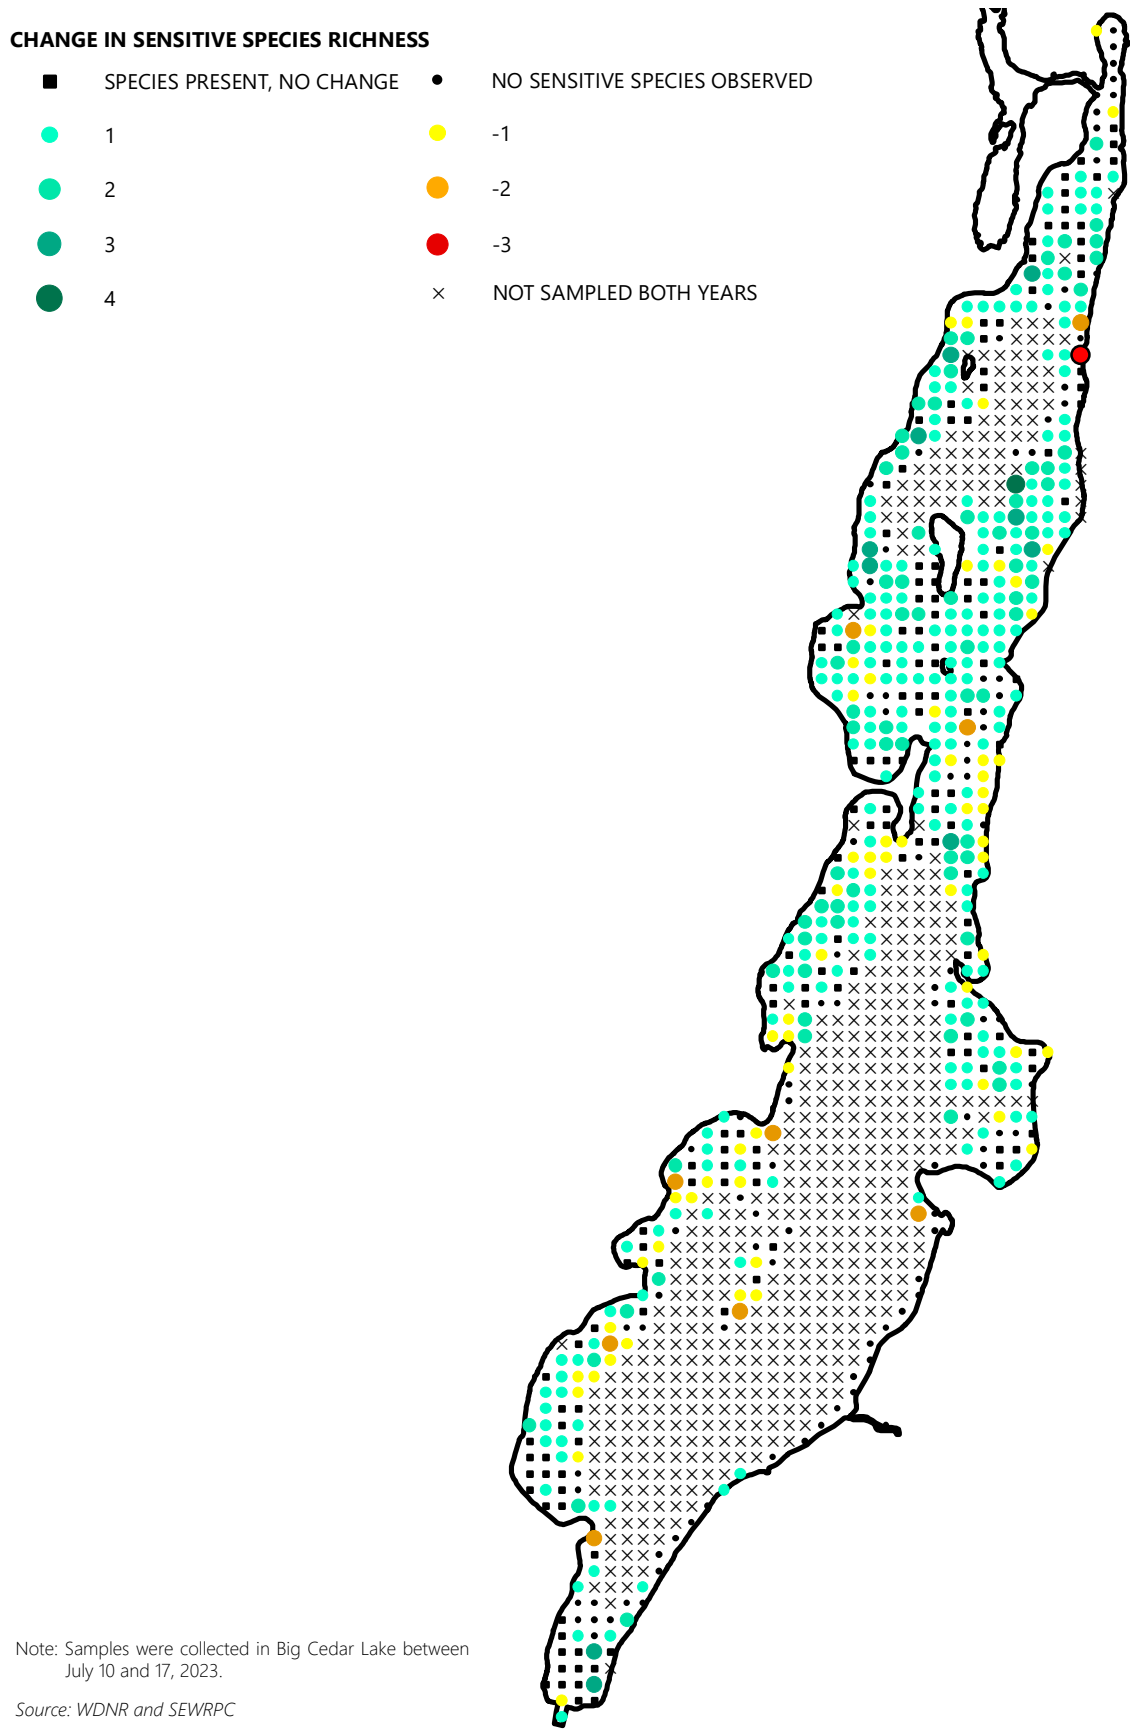 CHANGE IN SENSITIVE SPECIES RICHNESS
SPECIES PRESENT, NO CHANGE
NO SENSITIVE SPECIES OBSERVED
1
-1
2
-2
3
-3
4
NOT SAMPLED BOTH YEARS
Note: Samples were collected in Big Cedar Lake between
July 10 and 17, 2023.
Source: WDNR and SEWRPC